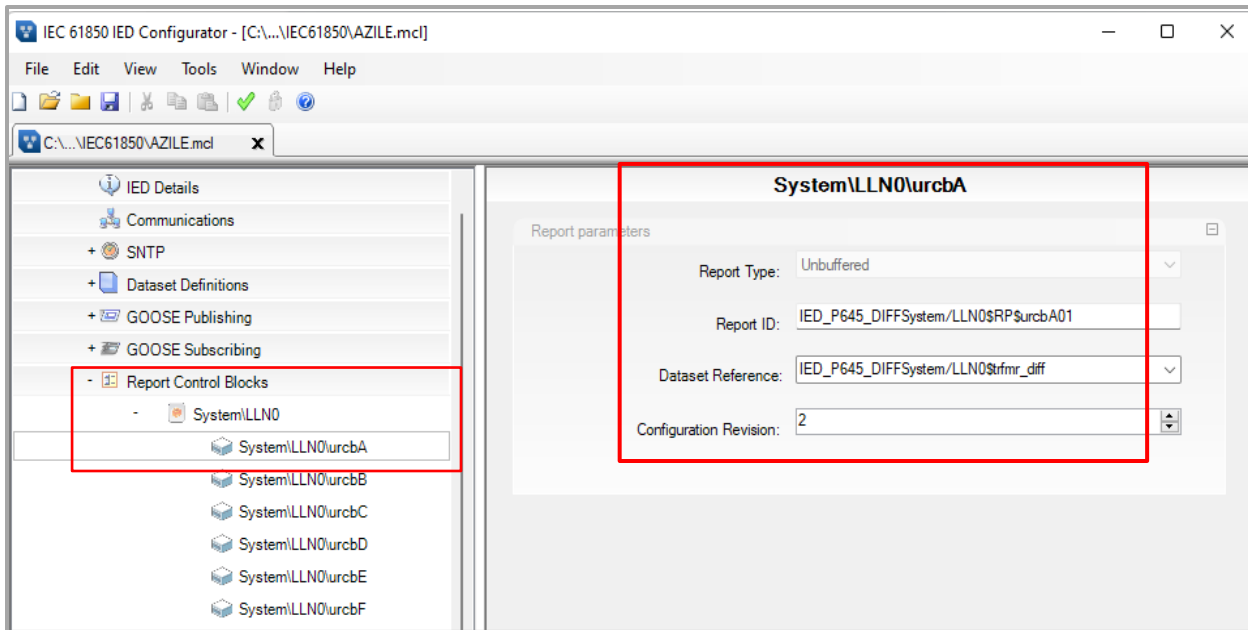 IEC 61850 IED Configurator - [C:\...\IEC61850\AZILE.mcl]
File Edit View Tools Window Help
C:\...\IEC61850\AZILE.mcl
IED Details
Communications
+ SNTP
+ Dataset Definitions
+ GOOSE Publishing
+ GOOSE Subscribing
- Report Control Blocks
- System\LLN0
System\LLN0\urcbA
System\LLN0\urcbB
System\LLN0\urcbC
System\LLN0\urcbD
System\LLN0\urcbE
System\LLN0\urcbF
System\LLN0\urcbA
Report parameters
Report Type: Unbuffered
Report ID: IED_P645_DIFFSystem/LLN0$RP$urcbA01
Dataset Reference: IED_P645_DIFFSystem/LLN0$trfmr_diff
Configuration Revision: 2